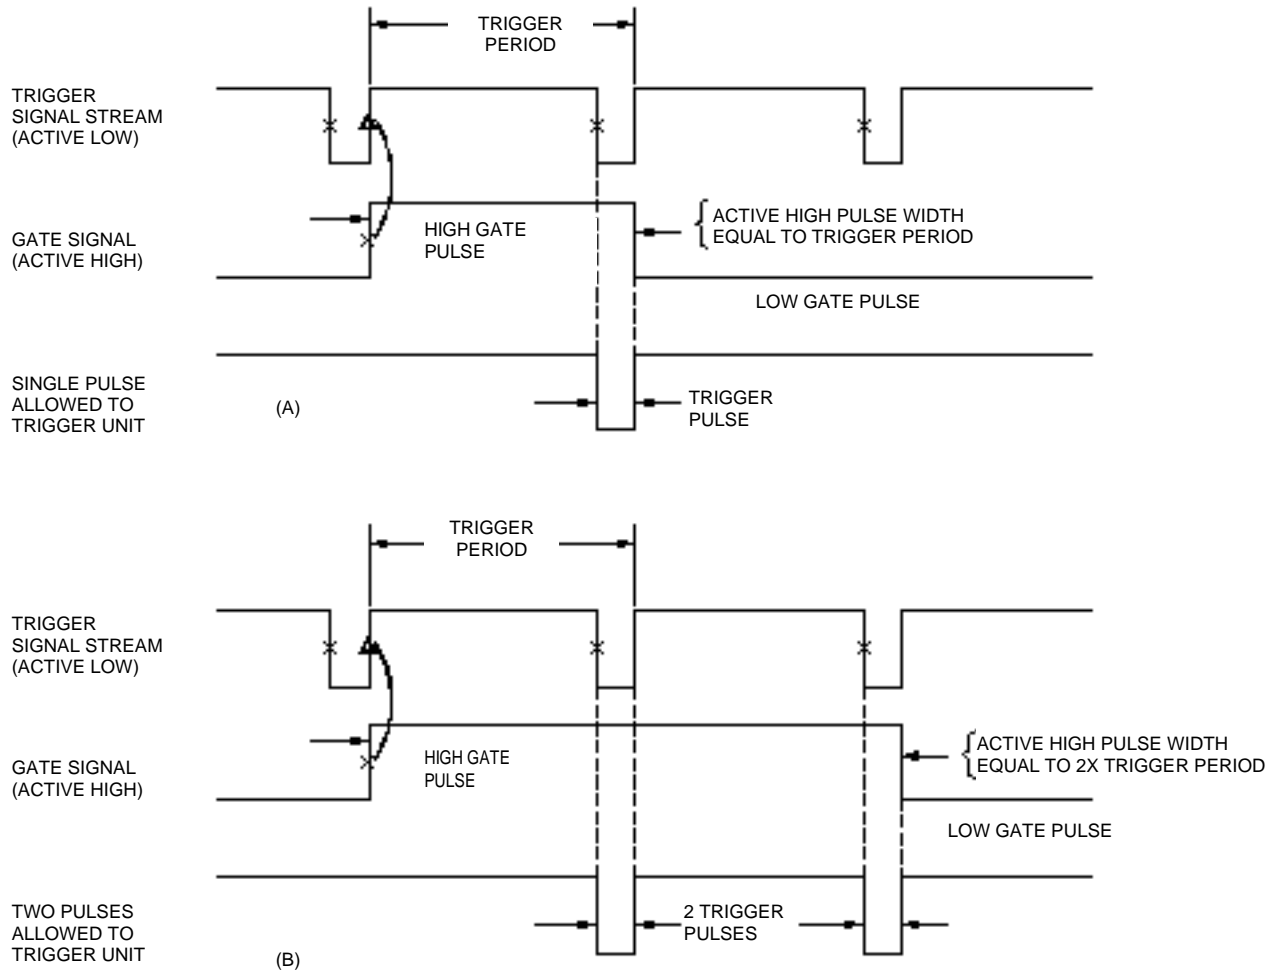 TRIGGER
PERIOD
TRIGGER
SIGNAL STREAM
(ACTIVE LOW)
GATE SIGNAL
(ACTIVE HIGH)
HIGH GATE
PULSE
ACTIVE HIGH PULSE WIDTH
EQUAL TO TRIGGER PERIOD
LOW GATE PULSE
SINGLE PULSE
ALLOWED TO
TRIGGER UNIT
(A)
TRIGGER
PULSE
TRIGGER
PERIOD
TRIGGER
SIGNAL STREAM
(ACTIVE LOW)
GATE SIGNAL
(ACTIVE HIGH)
HIGH GATE
PULSE
ACTIVE HIGH PULSE WIDTH
EQUAL TO 2X TRIGGER PERIOD
LOW GATE PULSE
TWO PULSES
ALLOWED TO
TRIGGER UNIT
(B)
2 TRIGGER
PULSES